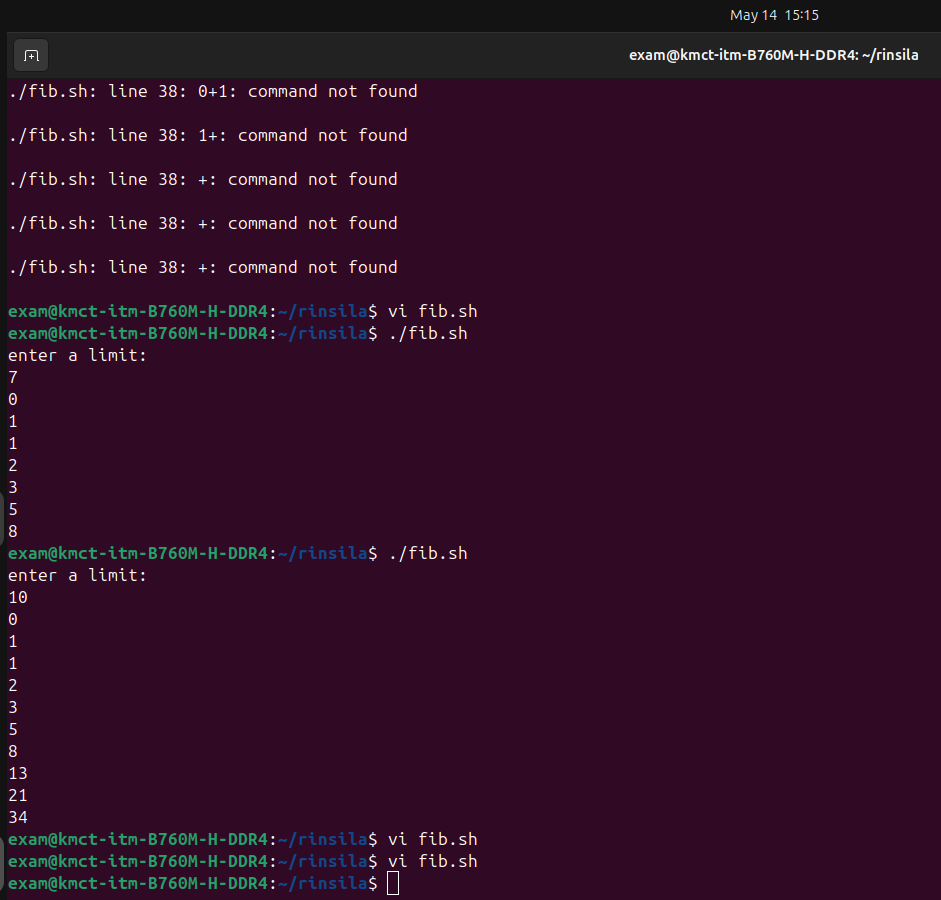 May 14 15:15
exam@kmct-itm-B760M-H-DDR4: ~/rinsila
./fib.sh: line 38: 0+1: command not found
./fib.sh: line 38: 1+: command not found
./fib.sh: line 38: +: command not found
./fib.sh: line 38: +: command not found
./fib.sh: line 38: +: command not found
exam@kmct-itm-B760M-H-DDR4:~/rinsila$ vi fib.sh
exam@kmct-itm-B760M-H-DDR4:~/rinsila$ ./fib.sh
enter a limit:
7
0
1
1
2
3
5
8
exam@kmct-itm-B760M-H-DDR4:~/rinsila$ ./fib.sh
enter a limit:
10
0
1
1
2
3
5
8
13
21
34
exam@kmct-itm-B760M-H-DDR4:~/rinsila$ vi fib.sh
exam@kmct-itm-B760M-H-DDR4:~/rinsila$ vi fib.sh
exam@kmct-itm-B760M-H-DDR4:~/rinsila$